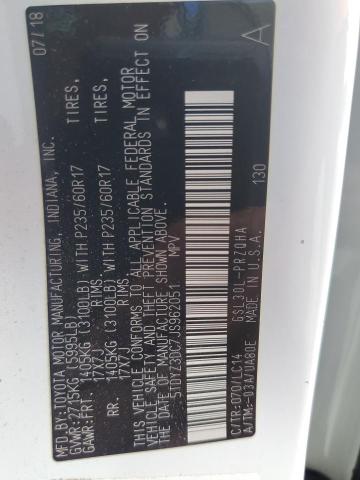 MFD. BY:TOYOTA MOTOR MANUFACTURING, INDIANA, INC. 07/18
GVWR:2715KG (5995LB)
GAWR:FRT. 1405KG (3100LB) WITH P235/60R17 TIRES,
17X7J RIMS
RR. 1405KG (3100LB) WITH P235/60R17 TIRES,
17X7J RIMS
THIS VEHICLE CONFORMS TO ALL APPLICABLE FEDERAL MOTOR
VEHICLE SAFETY AND THEFT PREVENTION STANDARDS IN EFFECT ON
THE DATE OF MANUFACTURE SHOWN ABOVE.
5TDYZ3DC7JS962051 MPV A
C/TR:070/LC14 GSL30L-PRZQHA
A/TM:-03A/UA80E MADE IN U.S.A. 130